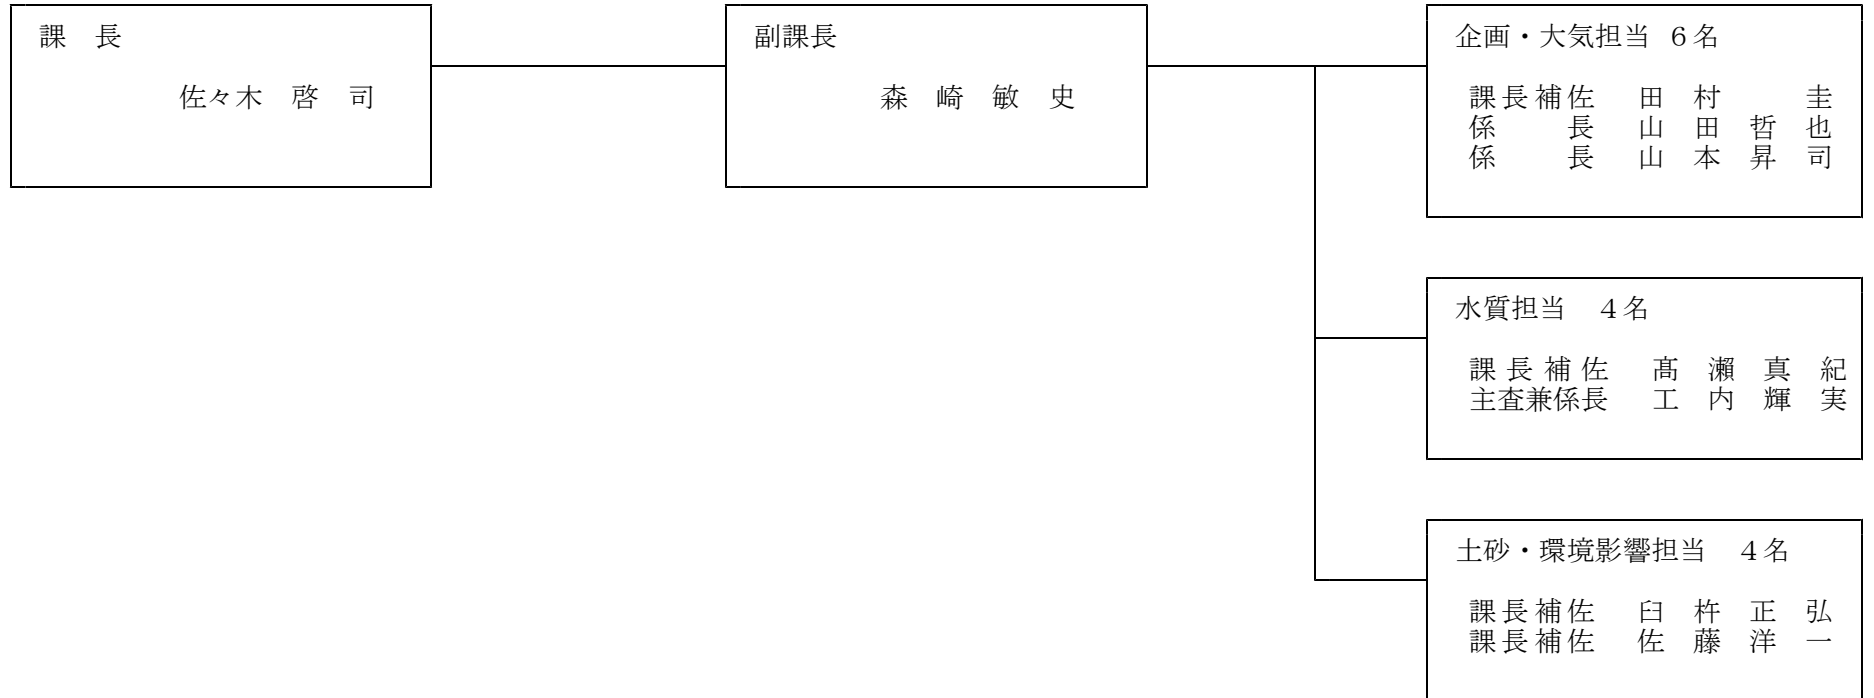 課　長
佐々木　啓　司
副課長
森　崎　敏　史
企画・大気担当　６名
課長補佐　田　村　　　圭
係　　長　山　田　哲　也
係　　長　山　本　昇　司
水質担当　４名
課長補佐　髙　瀨　真　紀
主査兼係長　工　内　輝　実
土砂・環境影響担当　４名
課長補佐　臼　杵　正　弘
課長補佐　佐　藤　洋　一